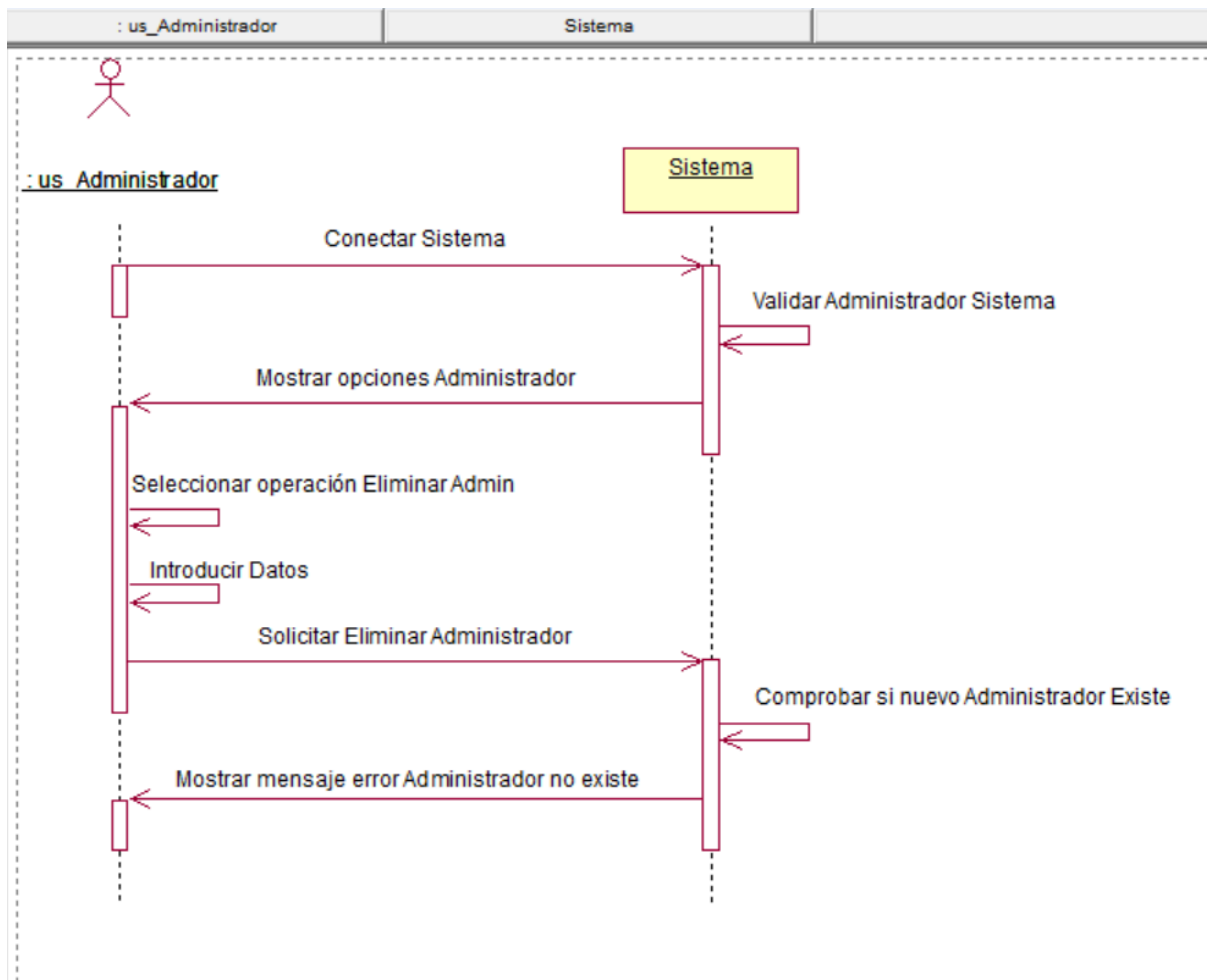 : us_Administrador
Sistema
: us_Administrador
Sistema
Conectar Sistema
Validar Administrador Sistema
Mostrar opciones Administrador
Seleccionar operación Eliminar Admin
Introducir Datos
Solicitar Eliminar Administrador
Comprobar si nuevo Administrador Existe
Mostrar mensaje error Administrador no existe